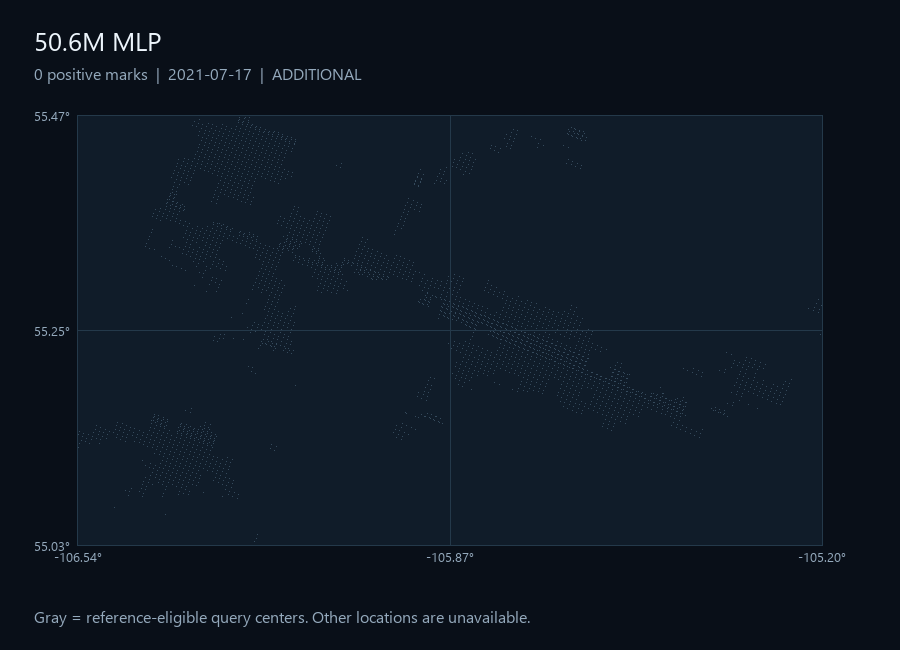 50.6M MLP
0 positive marks | 2021-07-17 | ADDITIONAL
55.47°
55.25°
55.03°
-106.54° -105.87° -105.20°
Gray = reference-eligible query centers. Other locations are unavailable.